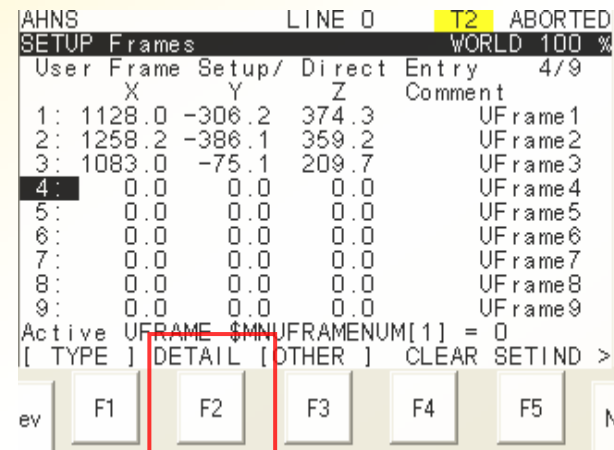 AHNS LINE 0 T2 ABORTED
SETUP Frames WORLD 100 %
User Frame Setup/ Direct Entry 4/9
X Y Z Comment
1: 1128.0 -306.2 374.3 UFrame1
2: 1258.2 -386.1 359.2 UFrame2
3: 1083.0 -75.1 209.7 UFrame3
4: 0.0 0.0 0.0 UFrame4
5: 0.0 0.0 0.0 UFrame5
6: 0.0 0.0 0.0 UFrame6
7: 0.0 0.0 0.0 UFrame7
8: 0.0 0.0 0.0 UFrame8
9: 0.0 0.0 0.0 UFrame9
Active UFRAME $MNUFRAMENUM[1] = 0
[ TYPE ] DETAIL [OTHER ] CLEAR SETIND >
ev F1 F2 F3 F4 F5 N